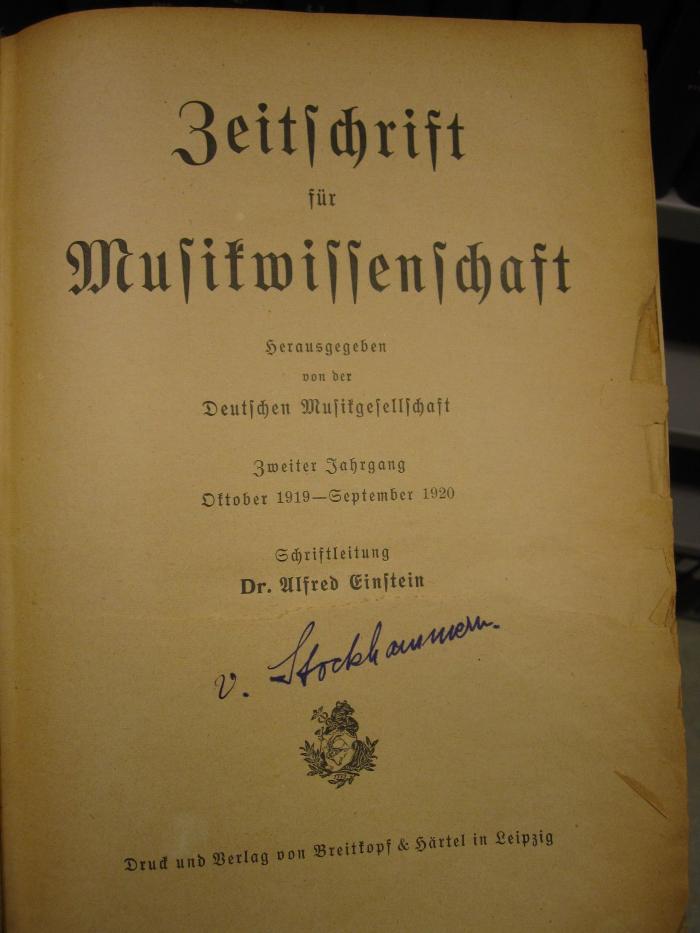 Zeitschrift
für
Musikwissenschaft
Herausgegeben
von der
Deutschen Musikgesellschaft
Zweiter Jahrgang
Oktober 1919—September 1920
Schriftleitung
Dr. Alfred Einstein
v. Stockhammern.
Druck und Verlag von Breitkopf & Härtel in Leipzig